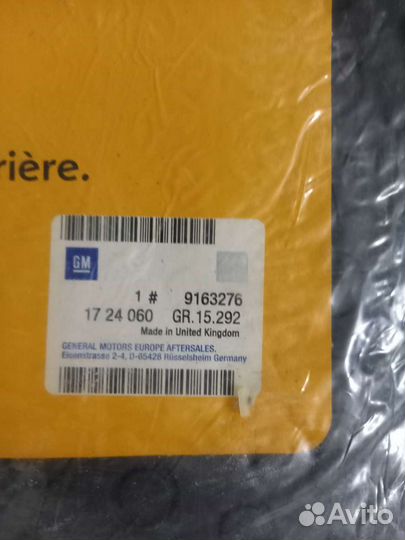 rière.
GM
1 # 9163276
17 24 060 GR.15.292
Made in United Kingdom
GENERAL MOTORS EUROPE AFTERSALES.
Eisenstrasse 2-4, D-65428 Rüsselsheim Germany
Avito